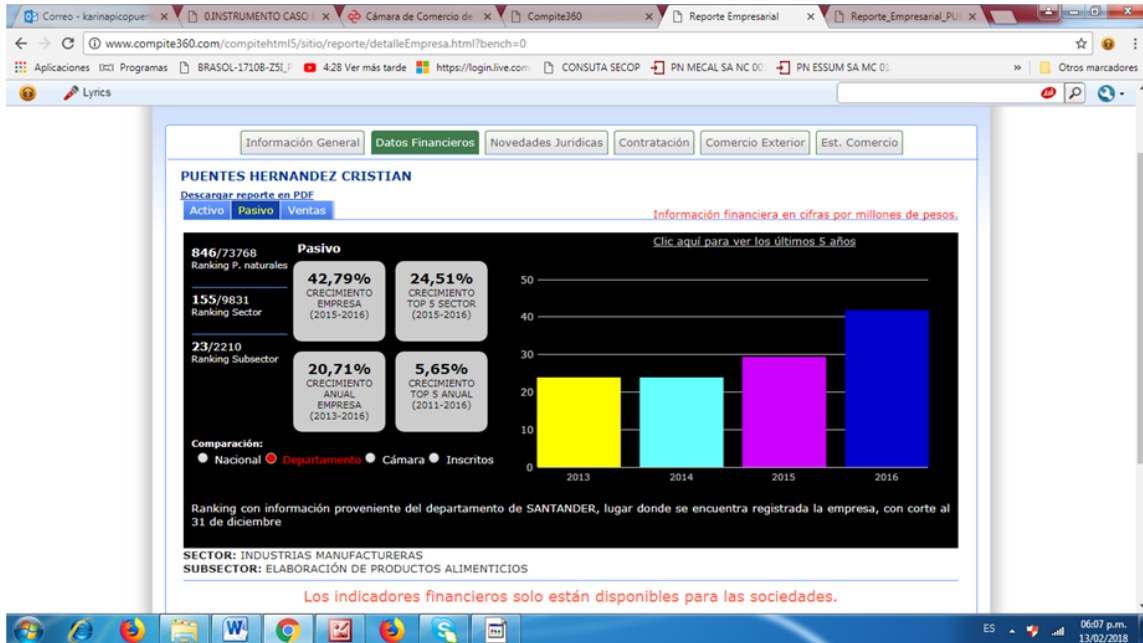 Correo - karinapicopuen
0.INSTRUMENTO CASO
Cámara de Comercio de
Compite360
Reporte Empresarial
Reporte_Empresarial_PU
www.compite360.com/compitehtml5/sitio/reporte/detalleEmpresa.html?bench=0
Aplicaciones
Programas
BRASOL-1710B-Z5I_
4:28 Ver más tarde
https://login.live.com
CONSUTA SECOP
PN MECAL SA NC 00
PN ESSUM SA MC 01
»
Otros marcadores
Lyrics
Información General
Datos Financieros
Novedades Juridicas
Contratación
Comercio Exterior
Est. Comercio
PUENTES HERNANDEZ CRISTIAN
Descargar reporte en PDF
Activo
Pasivo
Ventas
Información financiera en cifras por millones de pesos.
846/73768
Ranking P. naturales
155/9831
Ranking Sector
23/2210
Ranking Subsector
Pasivo
42,79%
CRECIMIENTO
EMPRESA
(2015-2016)
24,51%
CRECIMIENTO
TOP 5 SECTOR
(2015-2016)
20,71%
CRECIMIENTO
ANUAL
EMPRESA
(2013-2016)
5,65%
CRECIMIENTO
TOP 5 ANUAL
(2011-2016)
Clic aquí para ver los últimos 5 años
50
40
30
20
10
0
2013
2014
2015
2016
Comparación:
Nacional
Departamento
Cámara
Inscritos
Ranking con información proveniente del departamento de SANTANDER, lugar donde se encuentra registrada la empresa, con corte al
31 de diciembre
SECTOR: INDUSTRIAS MANUFACTURERAS
SUBSECTOR: ELABORACIÓN DE PRODUCTOS ALIMENTICIOS
Los indicadores financieros solo están disponibles para las sociedades.
ES
06:07 p.m.
13/02/2018